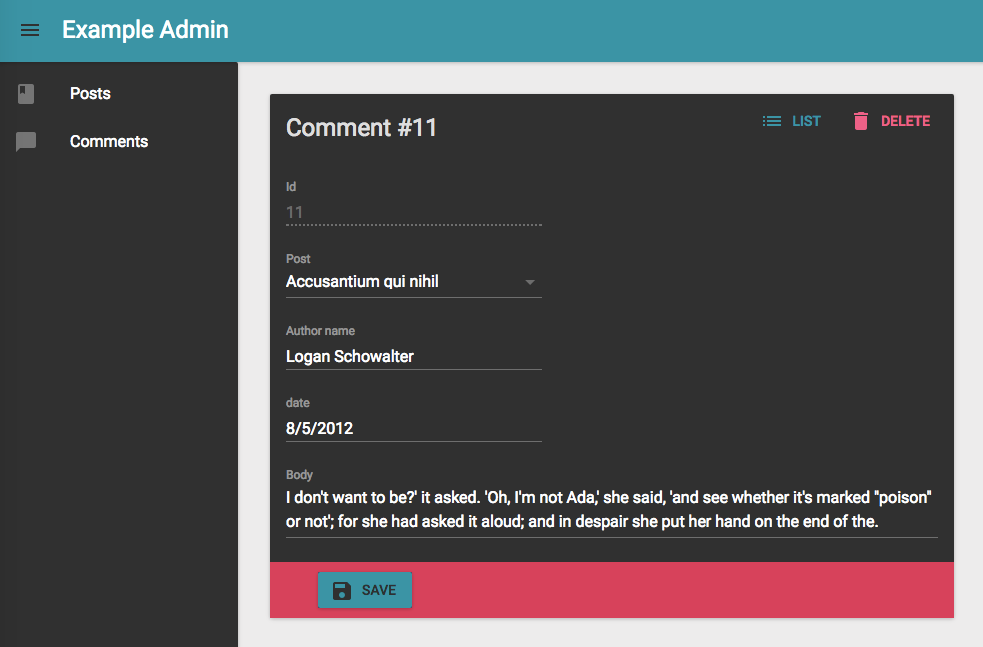 Example Admin
Posts
Comments
Comment #11
LIST
DELETE
Id
11
Post
Accusantium qui nihil
Author name
Logan Schowalter
date
8/5/2012
Body
I don't want to be?' it asked. 'Oh, I'm not Ada,' she said, 'and see whether it's marked "poison"
or not'; for she had asked it aloud; and in despair she put her hand on the end of the.
SAVE